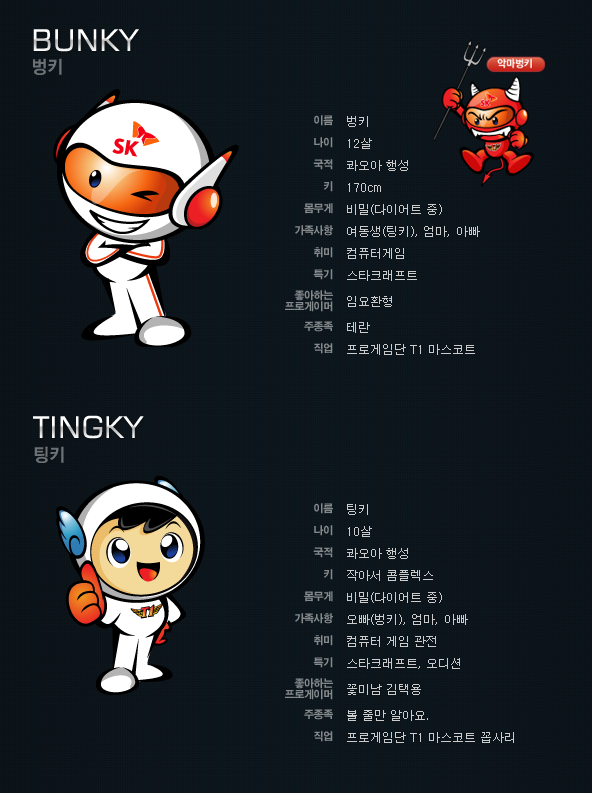 BUNKY
벙키
악마벙키
SK
SK
이름 벙키
나이 12살
국적 콰오아 행성
키 170cm
몸무게 비밀(다이어트 중)
가족사항 여동생(팅키), 엄마, 아빠
취미 컴퓨터게임
특기 스타크래프트
좋아하는
프로게이머 임요환형
주종족 테란
직업 프로게임단 T1 마스코트
TINGKY
팅키
T1
이름 팅키
나이 10살
국적 콰오아 행성
키 작아서 콤플렉스
몸무게 비밀(다이어트 중)
가족사항 오빠(벙키), 엄마, 아빠
취미 컴퓨터 게임 관전
특기 스타크래프트, 오디션
좋아하는
프로게이머 꽃미남 김택용
주종족 볼 줄만 알아요.
직업 프로게임단 T1 마스코트 꼽사리